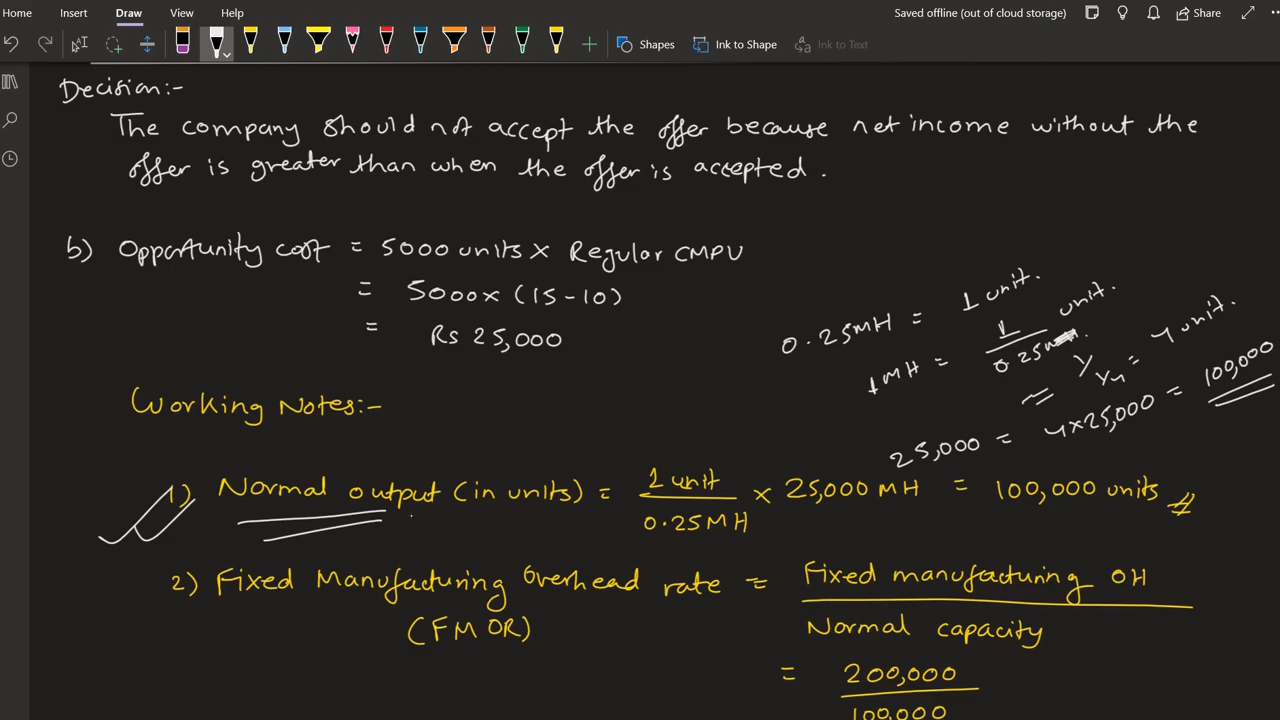 Home Insert Draw View Help Saved offline (out of cloud storage) Share
Shapes Ink to Shape Ink to Text
Decision:-
The company should not accept the offer because net income without the
offer is greater than when the offer is accepted.
b) Opportunity cost = 5000 units × Regular CMPU
= 5000 × (15-10)
= Rs 25,000
0.25MH = 1 unit.
1MH = 1/0.25 unit.
= 1/¼ = 4 unit.
25,000 = 4×25,000 = 100,000
Working Notes:-
1) Normal output (in units) = 1 unit/0.25MH × 25,000 MH = 100,000 units
2) Fixed Manufacturing Overhead rate = Fixed manufacturing OH
(FMOR) Normal capacity
= 200,000
100,000